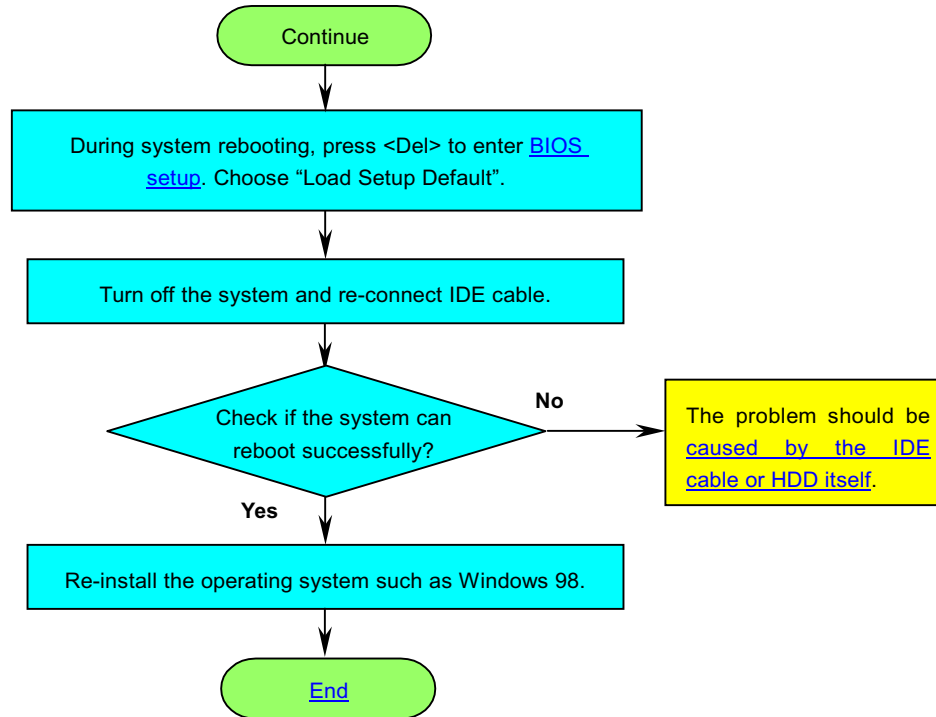 Continue
During system rebooting, press <Del> to enter BIOS
setup. Choose “Load Setup Default”.
Turn off the system and re-connect IDE cable.
Check if the system can
reboot successfully?
No
The problem should be
caused by the IDE
cable or HDD itself.
Yes
Re-install the operating system such as Windows 98.
End